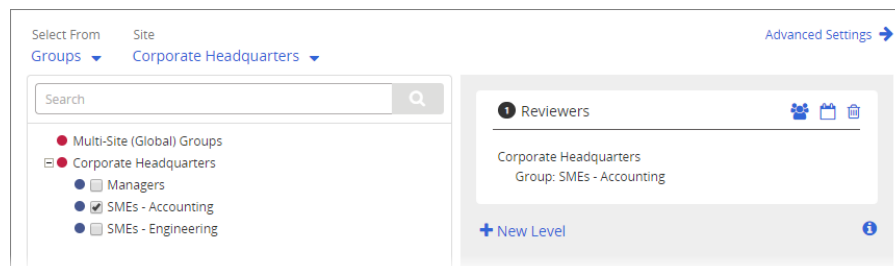 Select From Site
Groups Corporate Headquarters
Advanced Settings
Search
Multi-Site (Global) Groups
Corporate Headquarters
Managers
SMEs - Accounting
SMEs - Engineering
1 Reviewers
Corporate Headquarters
Group: SMEs - Accounting
New Level